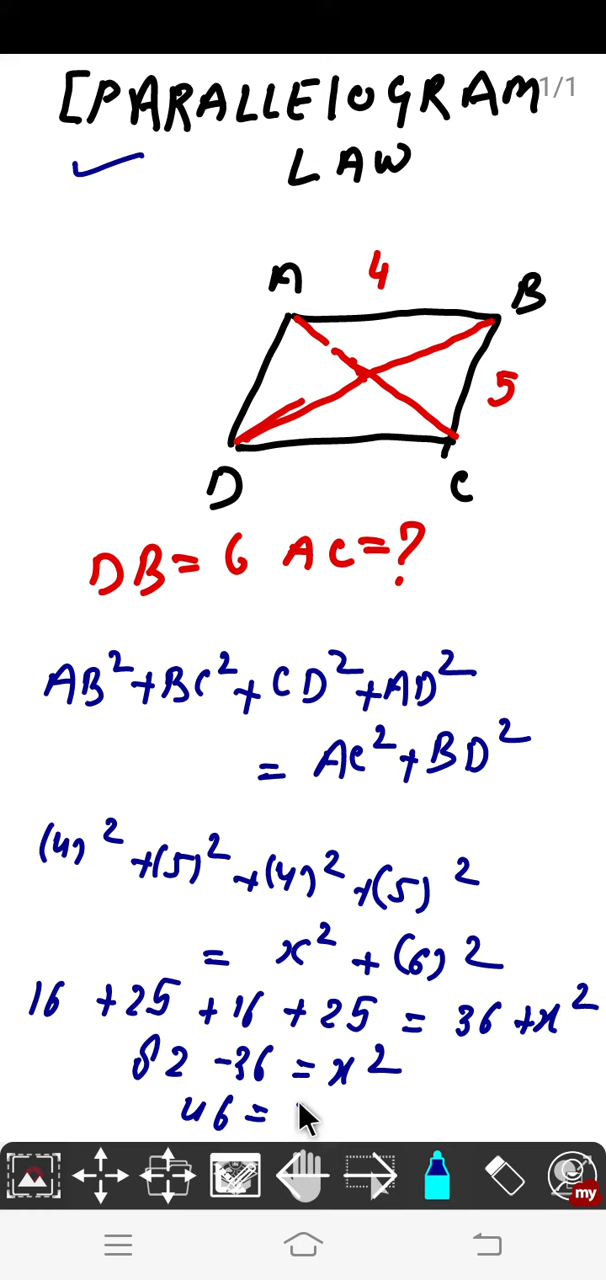 [PARALLElOGRAM
1/1
LAW
A
4
B
5
D
C
DB=6 AC=?
AB²+BC²+CD²+AD²
= AC²+BD²
(4)²+(5)²+(4)²+(5)²
= x²+(6)²
16+25+16+25=36+x²
82-36=x²
46=
my